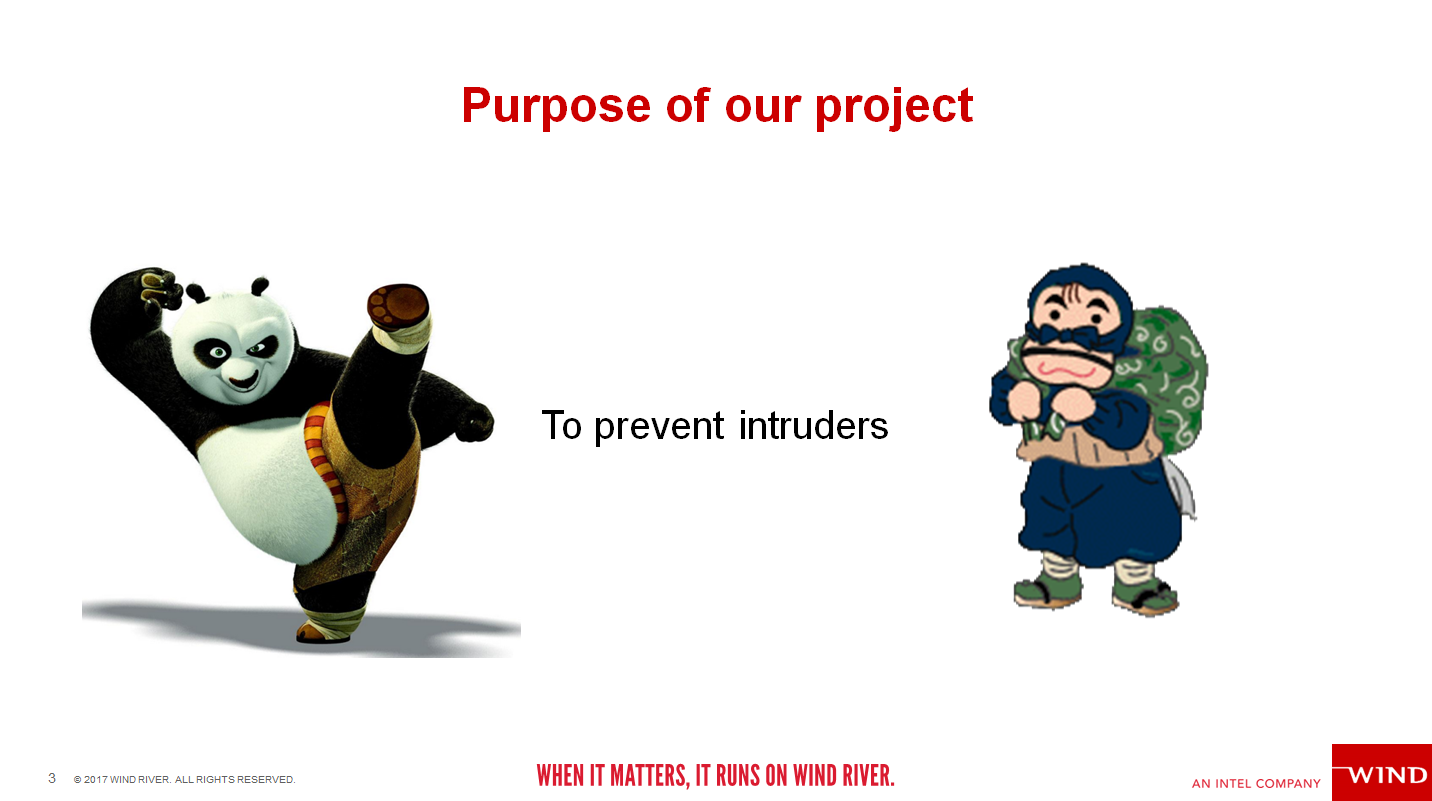 Purpose of our project
To prevent intruders
3 © 2017 WIND RIVER. ALL RIGHTS RESERVED.
WHEN IT MATTERS, IT RUNS ON WIND RIVER.
AN INTEL COMPANY
WIND